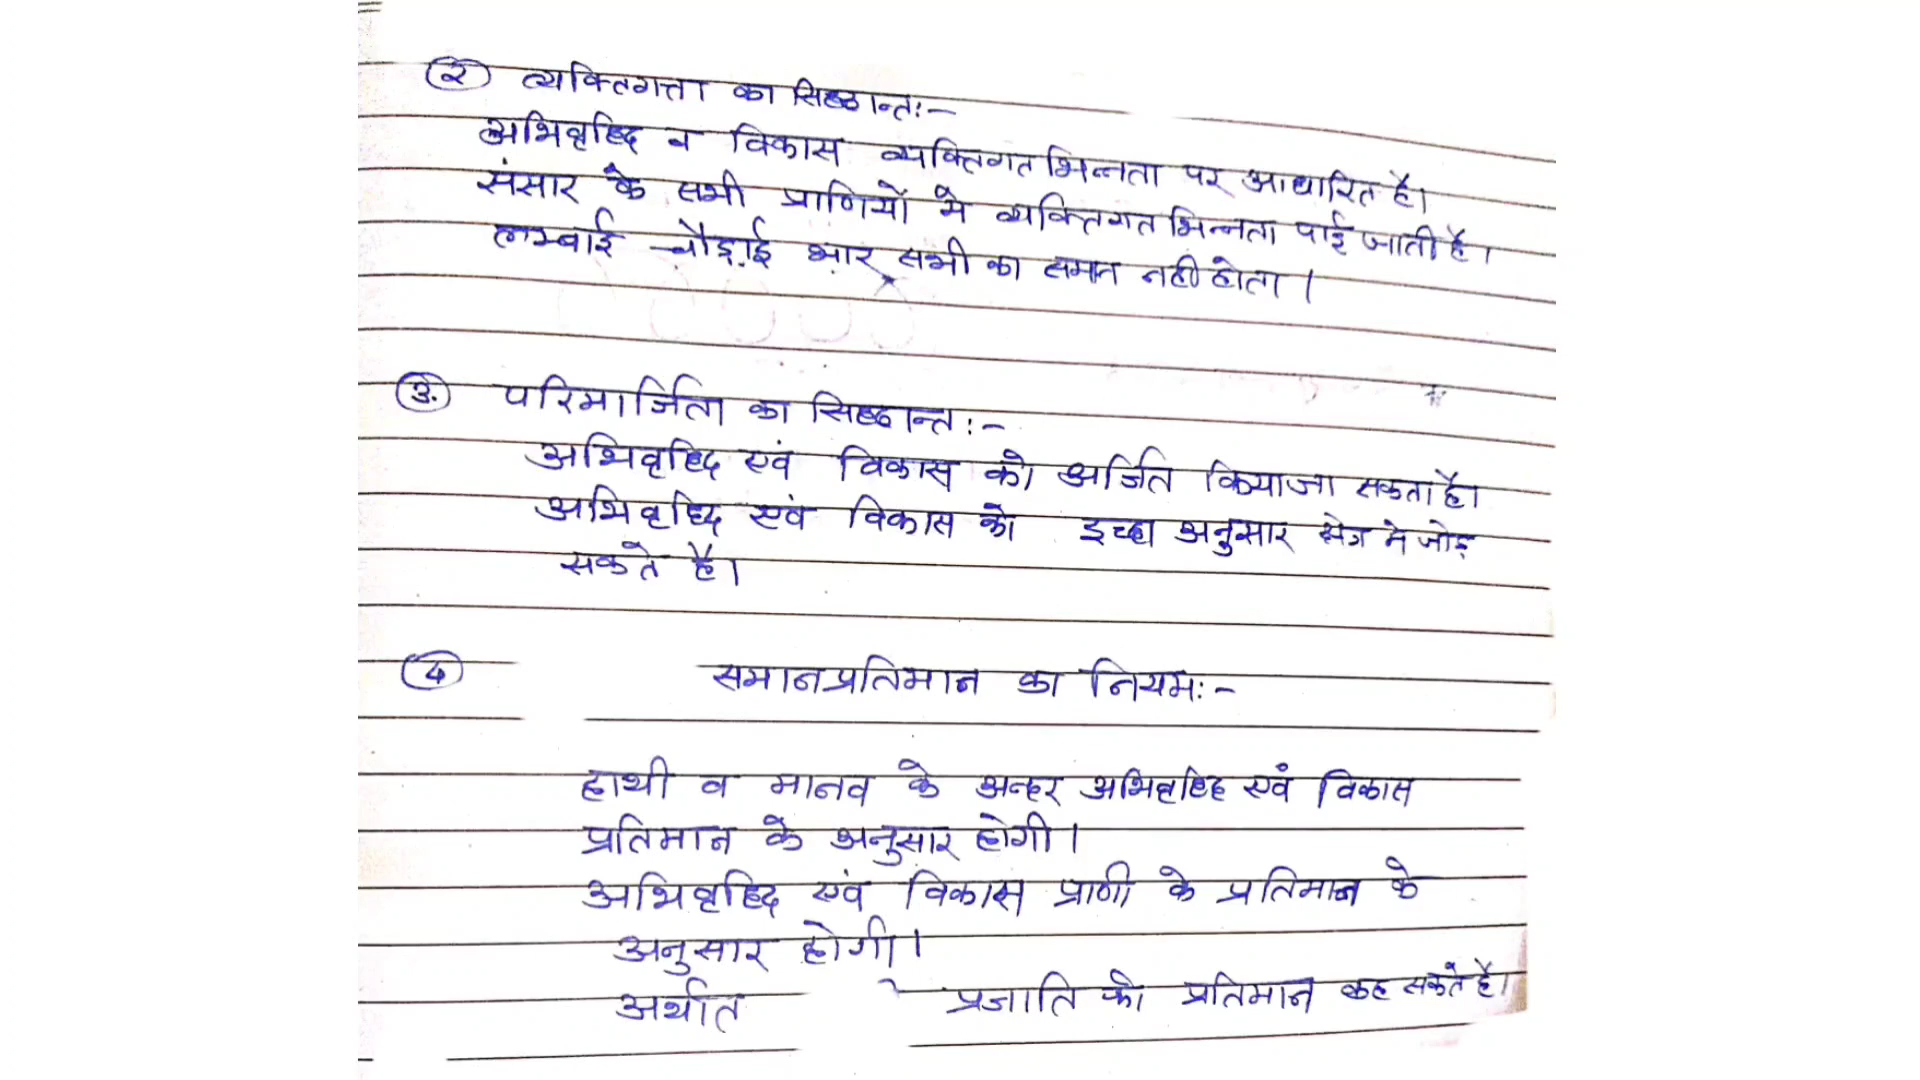 २ व्यक्तिगत्ता का सिद्धान्तः-
अभिवृद्धि व विकास व्यक्तिगत भिन्नता पर आधारित है।
संसार के सभी प्राणियों मे व्यक्तिगत भिन्नता पाई जाती है।
लम्बाई चौड़ाई भार सभी का समान नही होता।
3. परिमार्जिता का सिद्धान्त :-
अभिवृद्धि एवं विकास को अर्जित किया जा सकता है।
अभिवृद्धि एवं विकास को इच्छा अनुसार क्षेत्र मे जोड़
सकते है।
4 समानप्रतिमान का नियमः-
हाथी व मानव के अन्दर अभिवृद्धि एवं विकास
प्रतिमान के अनुसार होगी।
अभिवृद्धि एवं विकास प्राणी के प्रतिमान के
अनुसार होगी।
अर्थात प्रजाति को प्रतिमान कह सकते है।